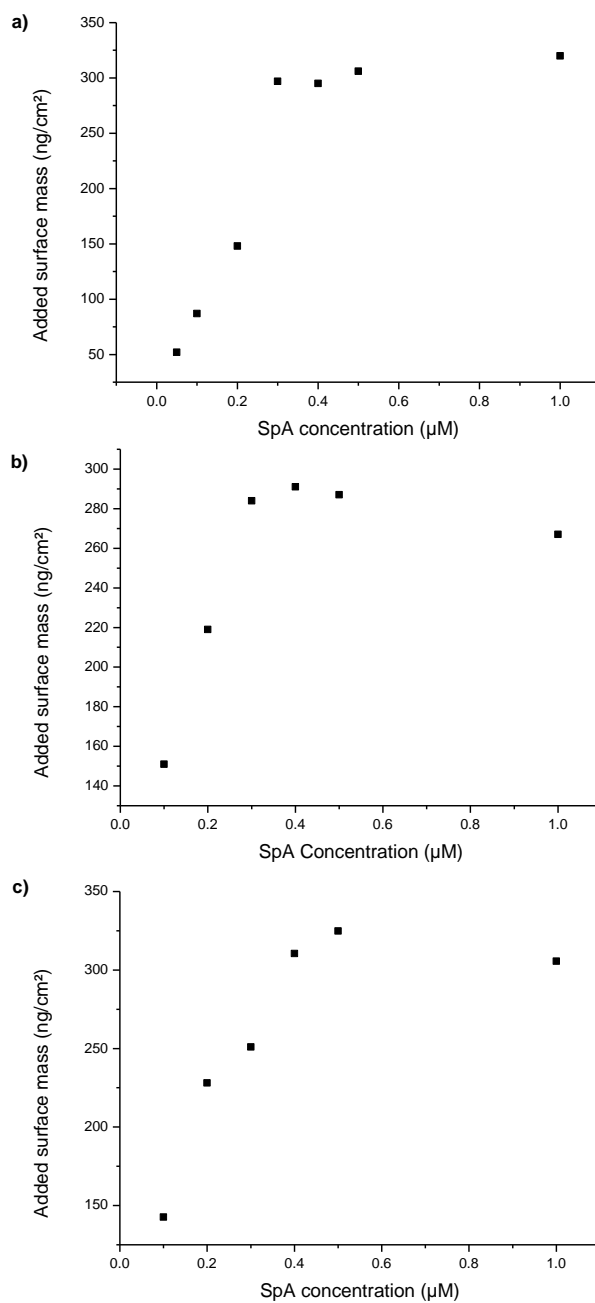 a)
350
300
250
200
150
100
50
Added surface mass (ng/cm²)
0.0 0.2 0.4 0.6 0.8 1.0
SpA concentration (µM)
b)
300
280
260
240
220
200
180
160
140
Added surface mass (ng/cm²)
0.0 0.2 0.4 0.6 0.8 1.0
SpA Concentration (µM)
c)
350
300
250
200
150
Added surface mass (ng/cm²)
0.0 0.2 0.4 0.6 0.8 1.0
SpA concentration (µM)